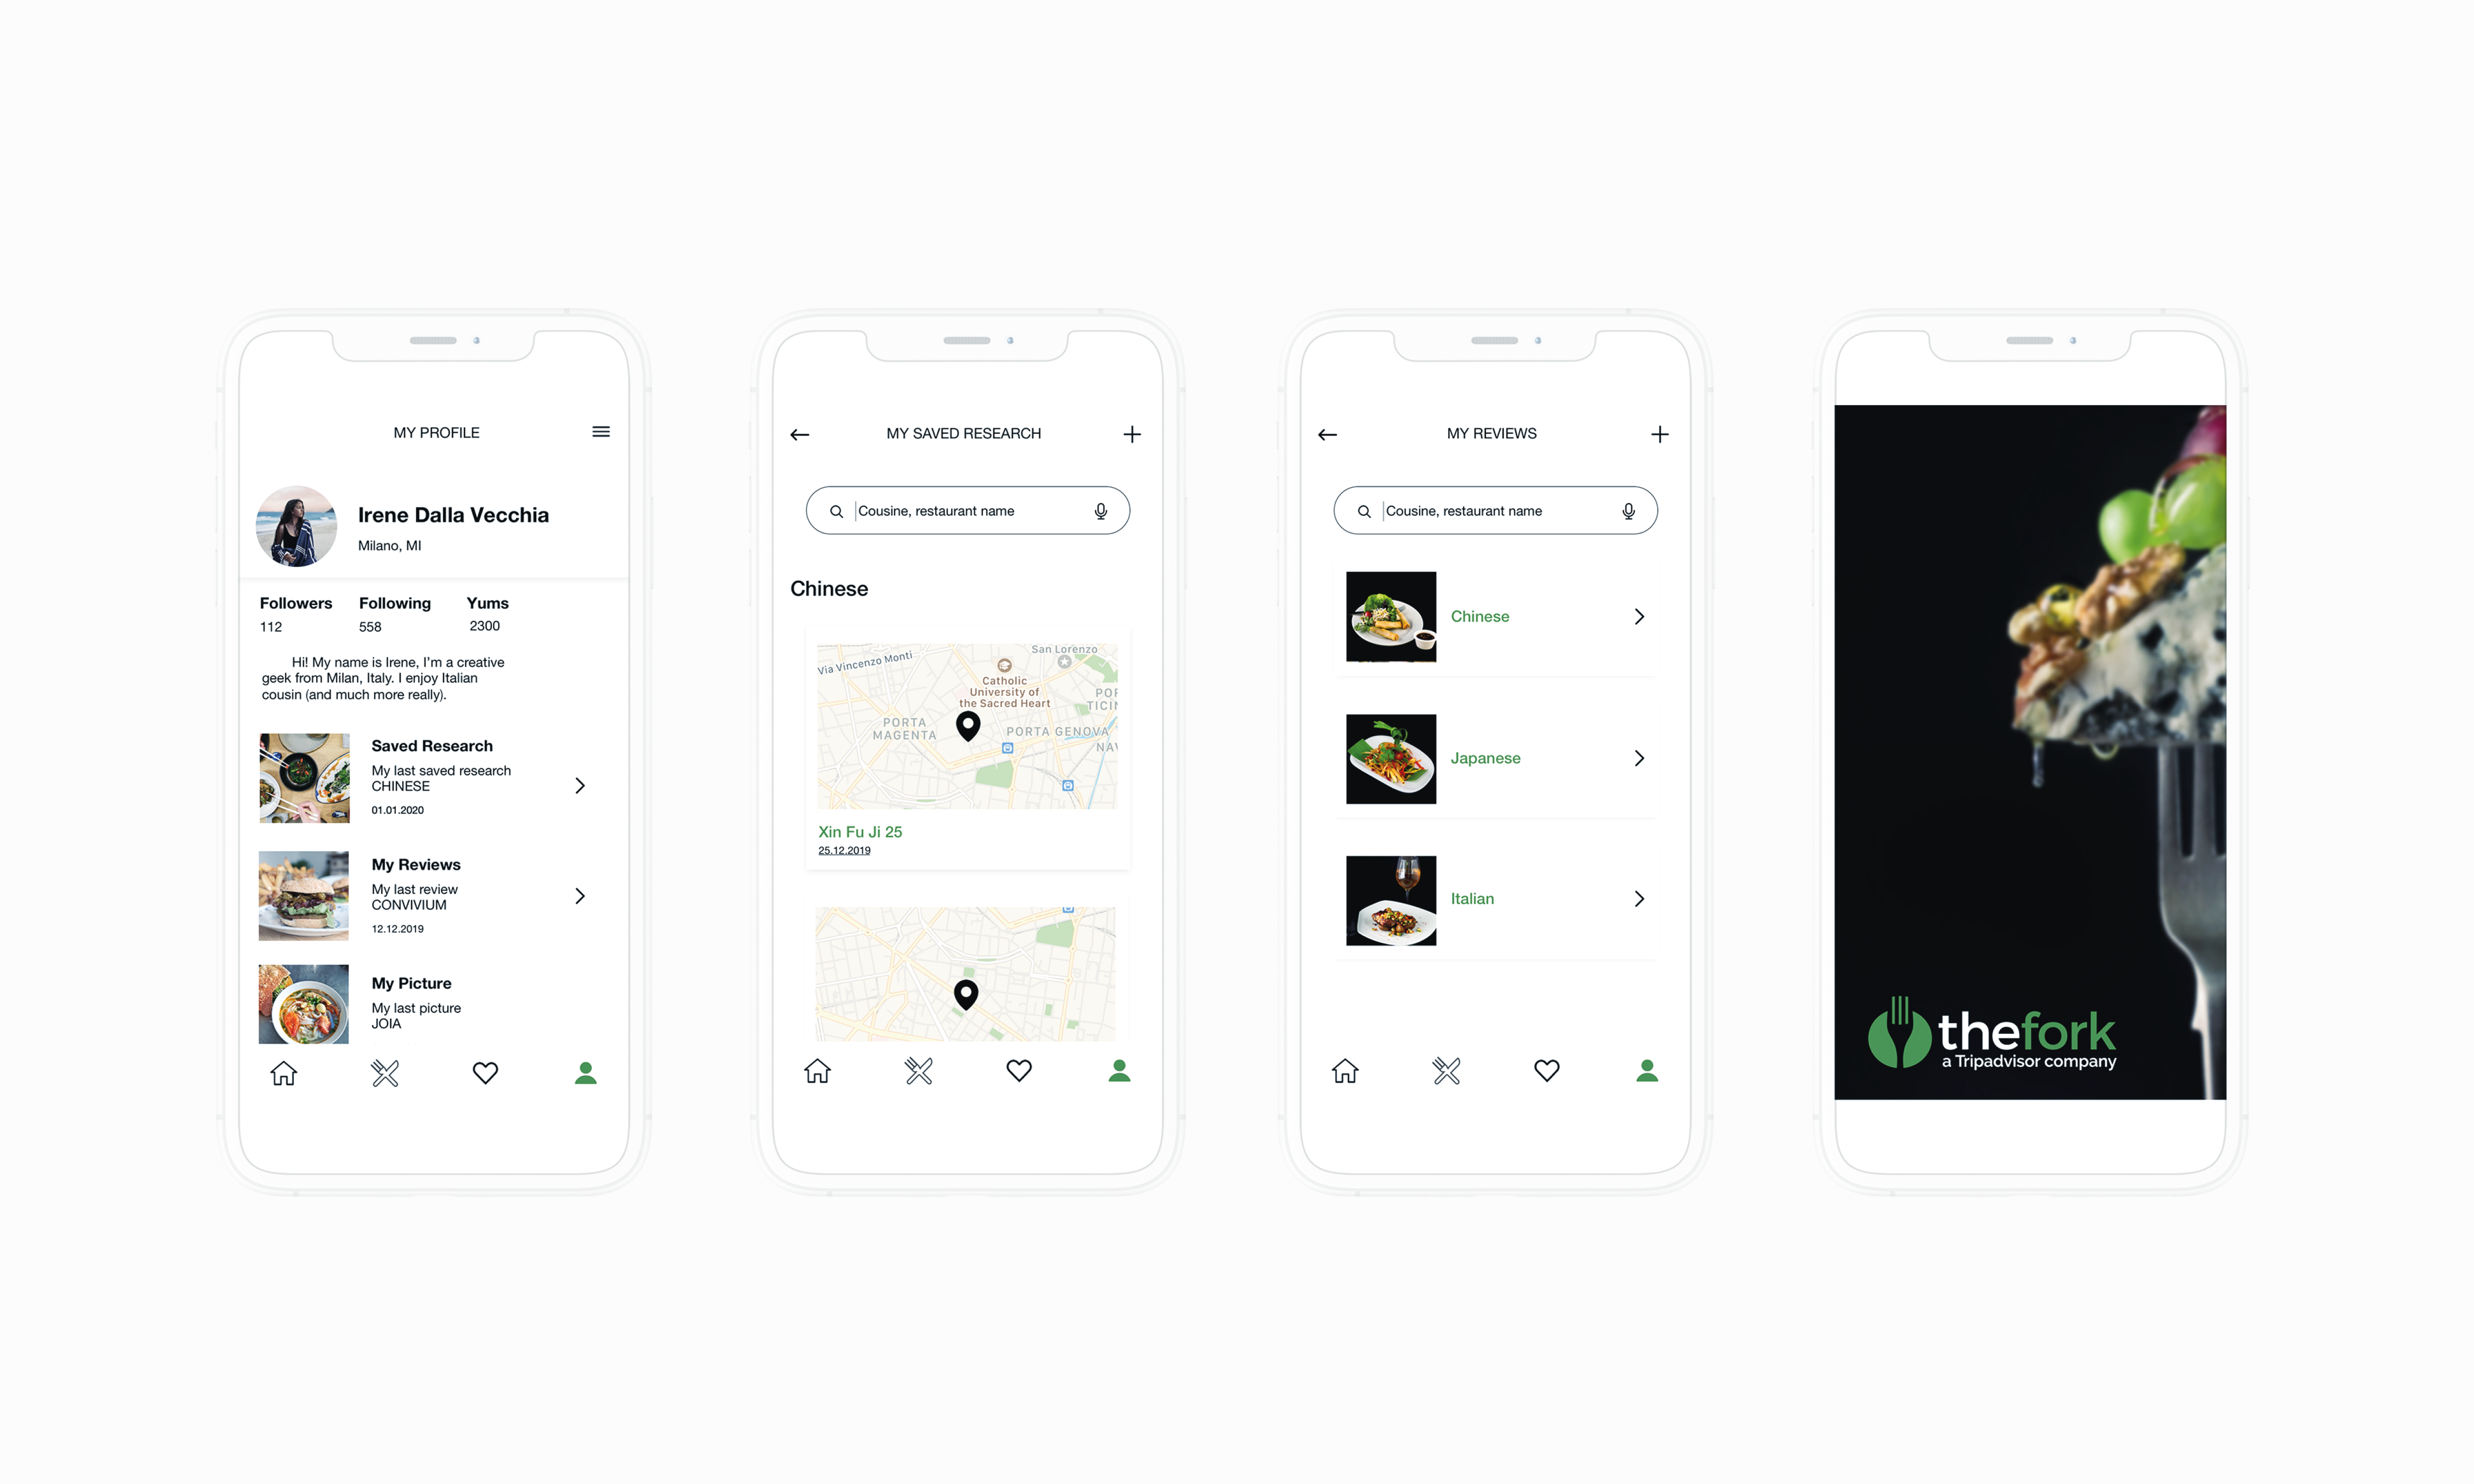 MY PROFILE
Irene Dalla Vecchia
Milano, MI
Followers Following Yums
112 558 2300
Hi! My name is Irene, I'm a creative
geek from Milan, Italy. I enjoy Italian
cousin (and much more really).
Saved Research
My last saved research
CHINESE
01.01.2020
My Reviews
My last review
CONVIVIUM
12.12.2019
My Picture
My last picture
JOIA
MY SAVED RESEARCH
Cousine, restaurant name
Chinese
Via Vincenzo Monti
San Lorenzo
Catholic
University of
the Sacred Heart
POR
TICIN
PORTA
MAGENTA
PORTA GENOVA
NAV
Xin Fu Ji 25
25.12.2019
MY REVIEWS
Cousine, restaurant name
Chinese
Japanese
Italian
thefork
a Tripadvisor company